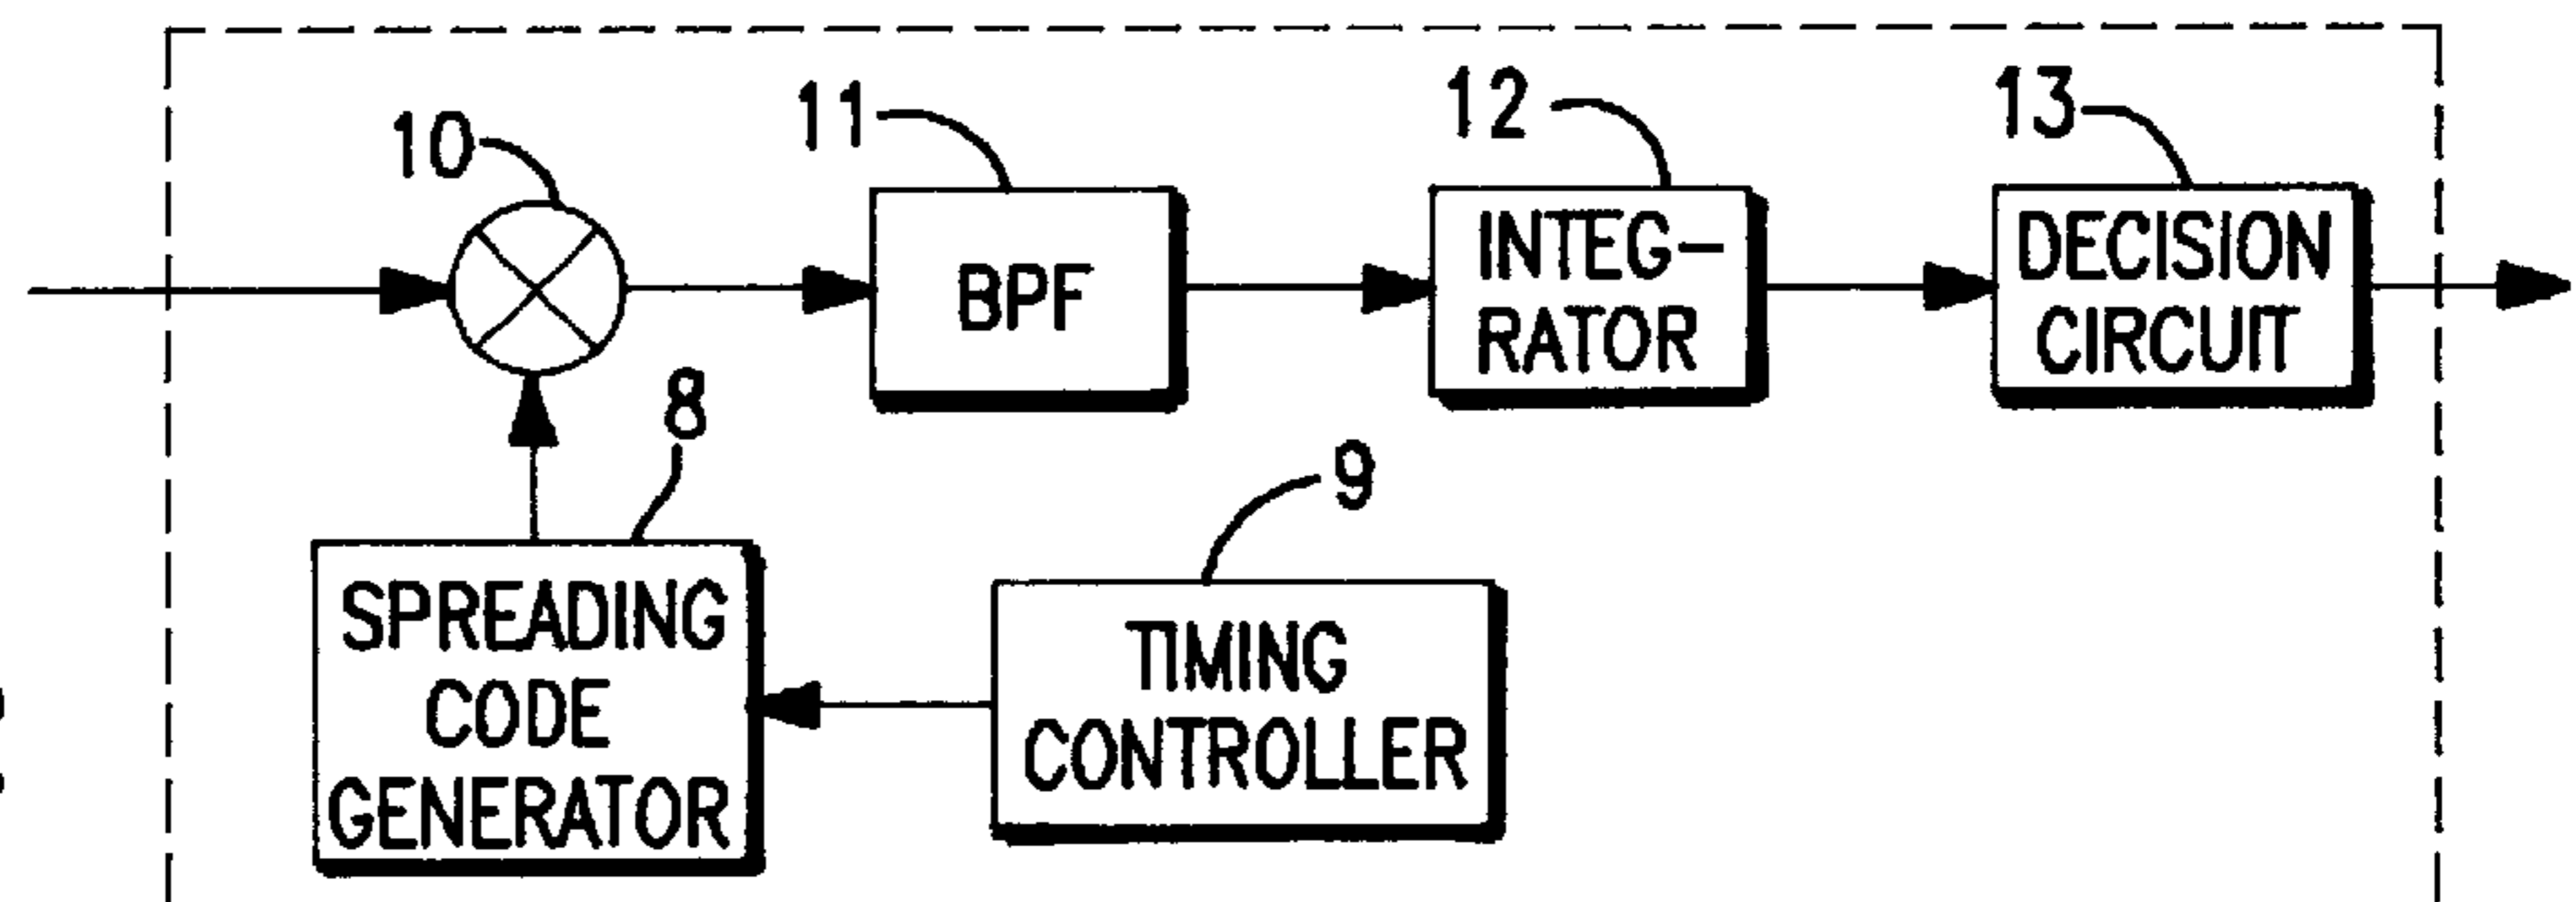 10
11
12
13
BPF
INTEG-
RATOR
DECISION
CIRCUIT
8
9
SPREADING
CODE
GENERATOR
TIMING
CONTROLLER